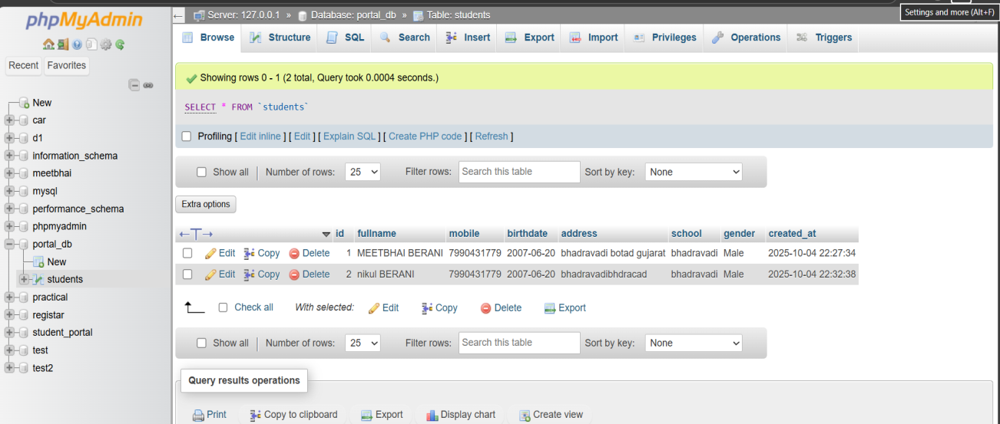 Settings and more (Alt+F)
phpMyAdmin
Recent Favorites
New
car
d1
information_schema
meetbhai
mysql
performance_schema
phpmyadmin
portal_db
New
students
practical
registar
student_portal
test
test2
Server: 127.0.0.1 » Database: portal_db » Table: students
Browse Structure SQL Search Insert Export Import Privileges Operations Triggers
Showing rows 0 - 1 (2 total, Query took 0.0004 seconds.)
SELECT * FROM `students`
Profiling [ Edit inline ] [ Edit ] [ Explain SQL ] [ Create PHP code ] [ Refresh ]
Show all | Number of rows: 25 Filter rows: Search this table Sort by key: None
Extra options
id fullname mobile birthdate address school gender created_at
Edit Copy Delete 1 MEETBHAI BERANI 7990431779 2007-06-20 bhadravadi botad gujarat bhadravadi Male 2025-10-04 22:27:34
Edit Copy Delete 2 nikul BERANI 7990431779 2007-06-20 bhadravadibhdracad bhadravadi Male 2025-10-04 22:32:38
Check all With selected: Edit Copy Delete Export
Show all | Number of rows: 25 Filter rows: Search this table Sort by key: None
Query results operations
Print Copy to clipboard Export Display chart Create view